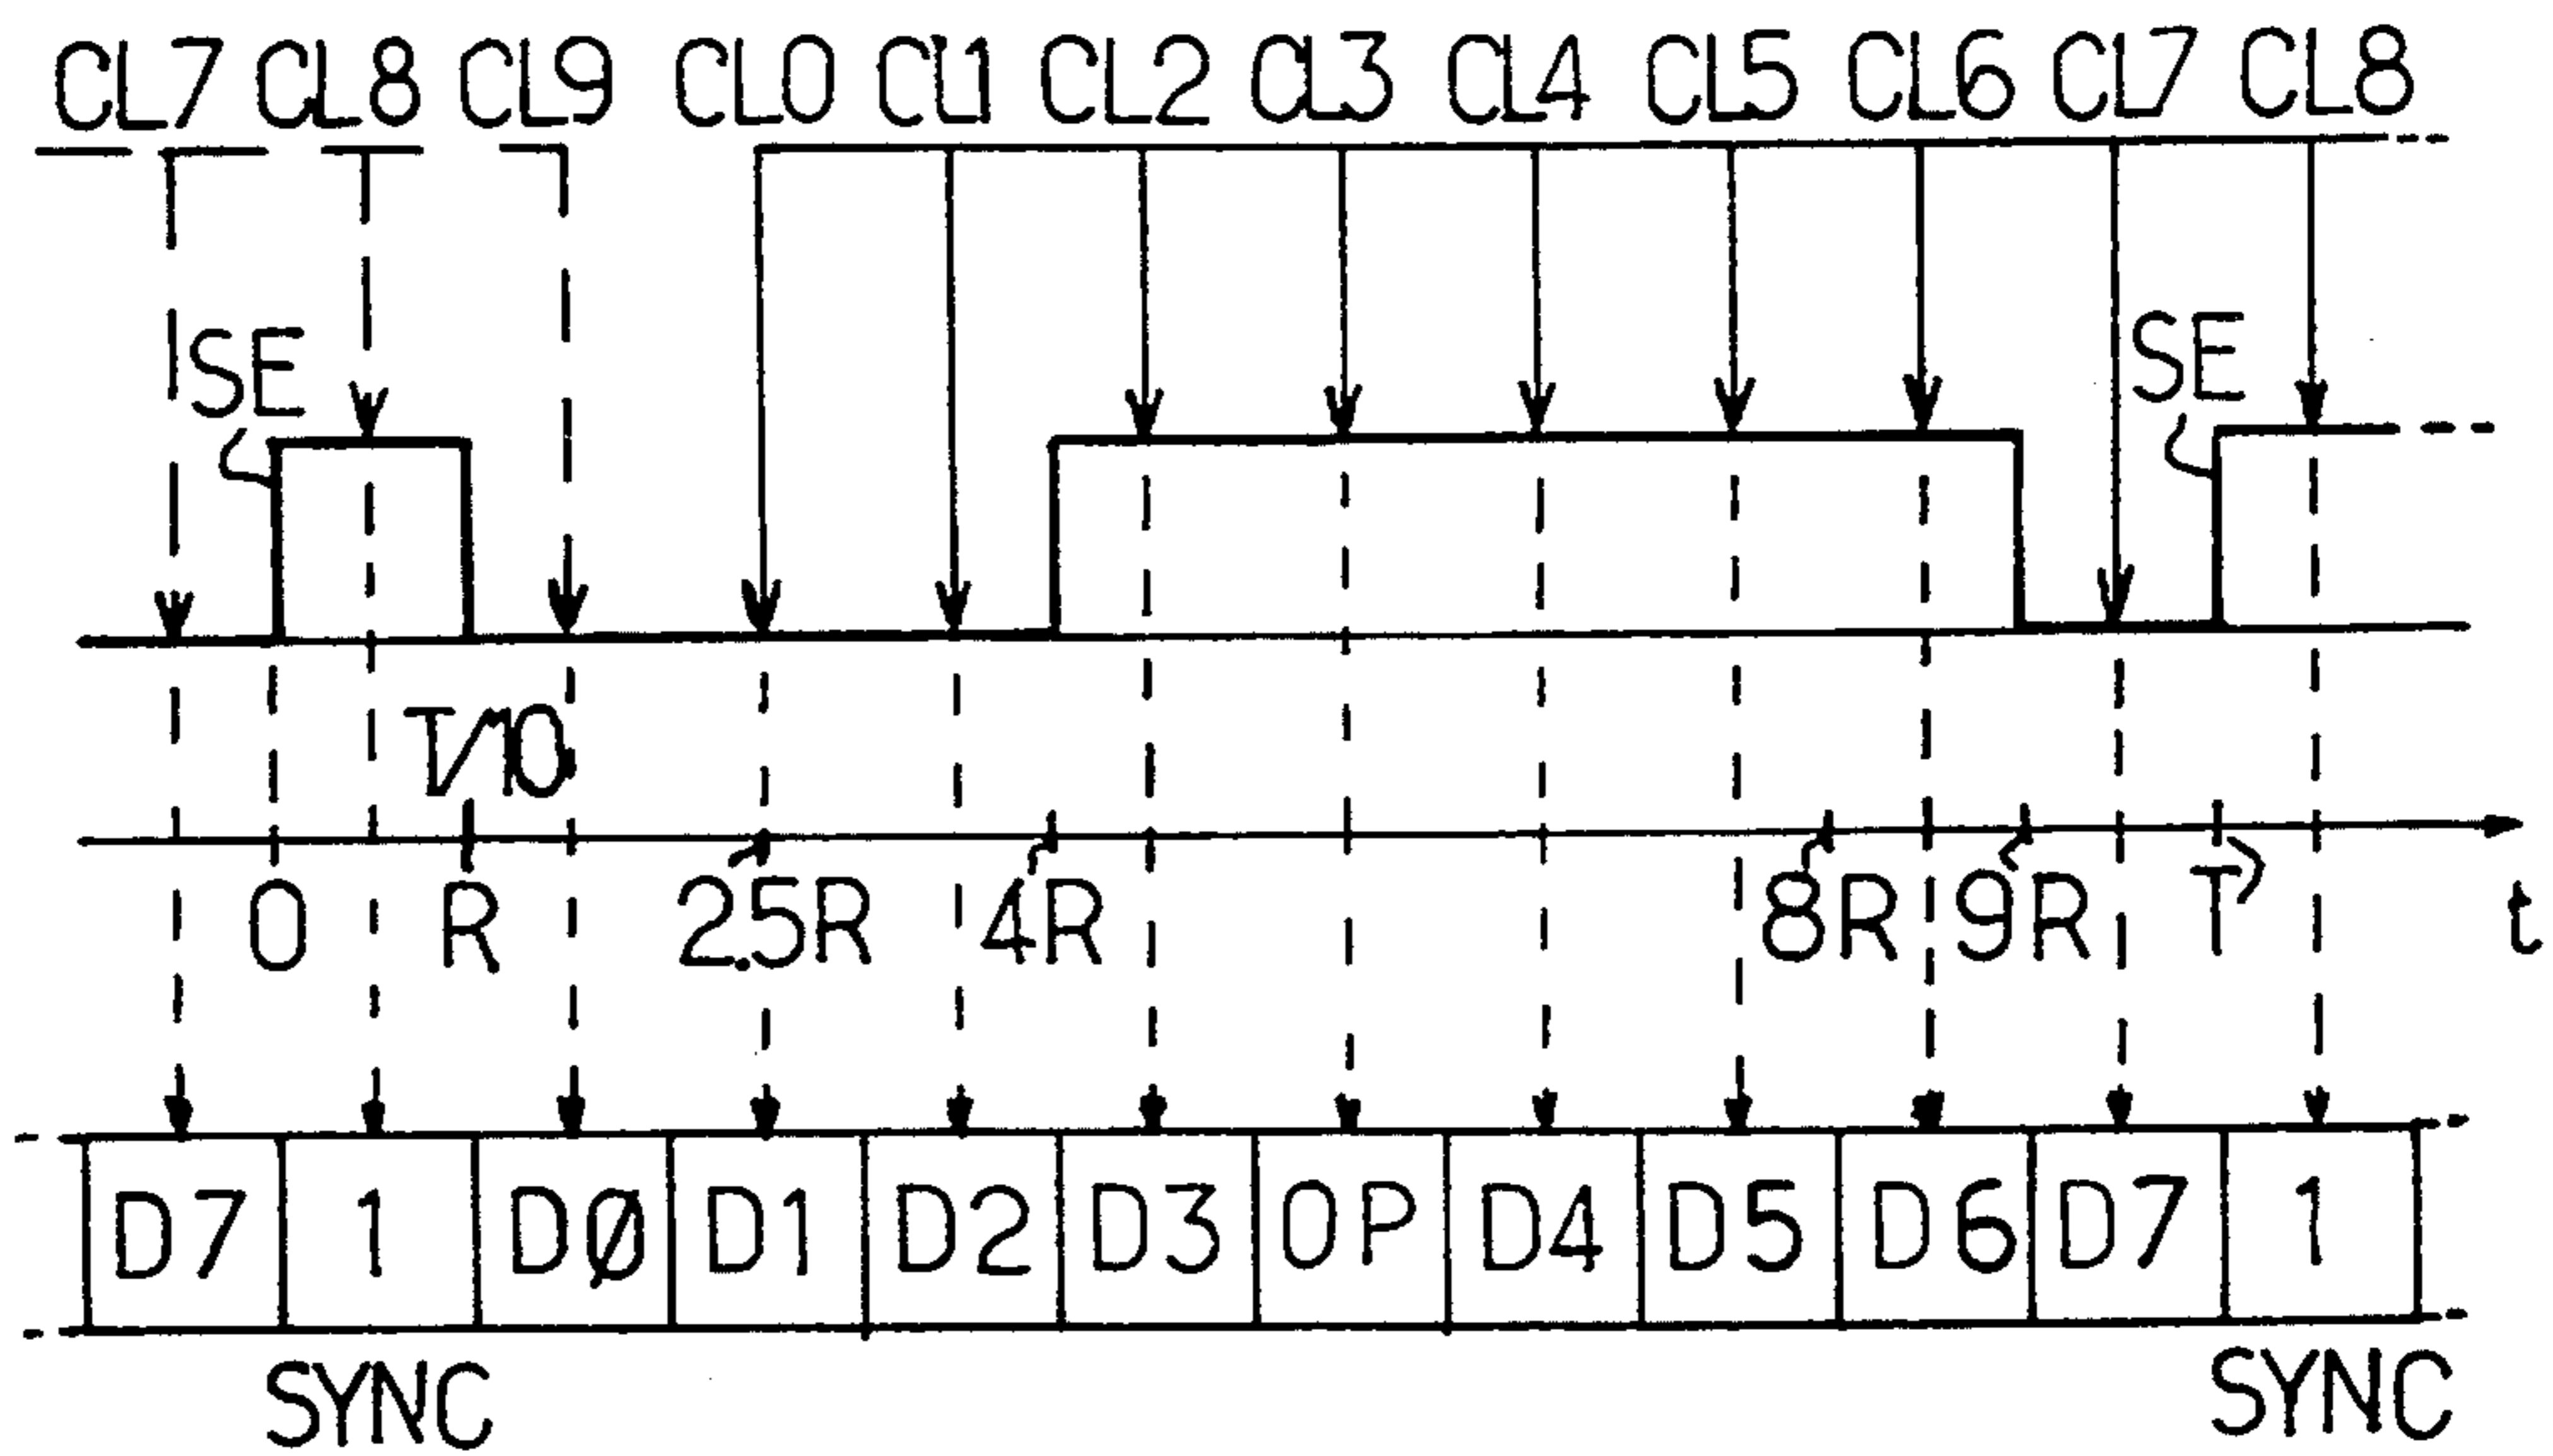 CL7 CL8 CL9 CL0 CL1 CL2 CL3 CL4 CL5 CL6 CL7 CL8
SE SE
T/10
0 R 2.5R 4R 8R 9R T t
D7 1 DØ D1 D2 D3 OP D4 D5 D6 D7 1
SYNC SYNC